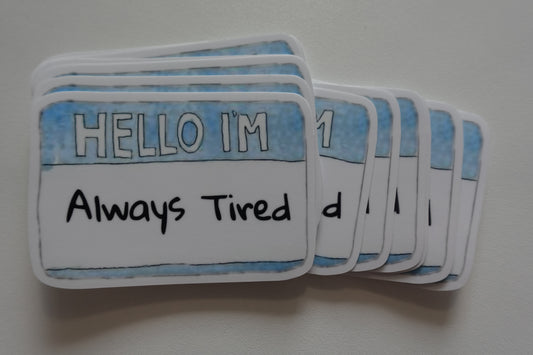 HELLO I'M
Always Tired
M
d